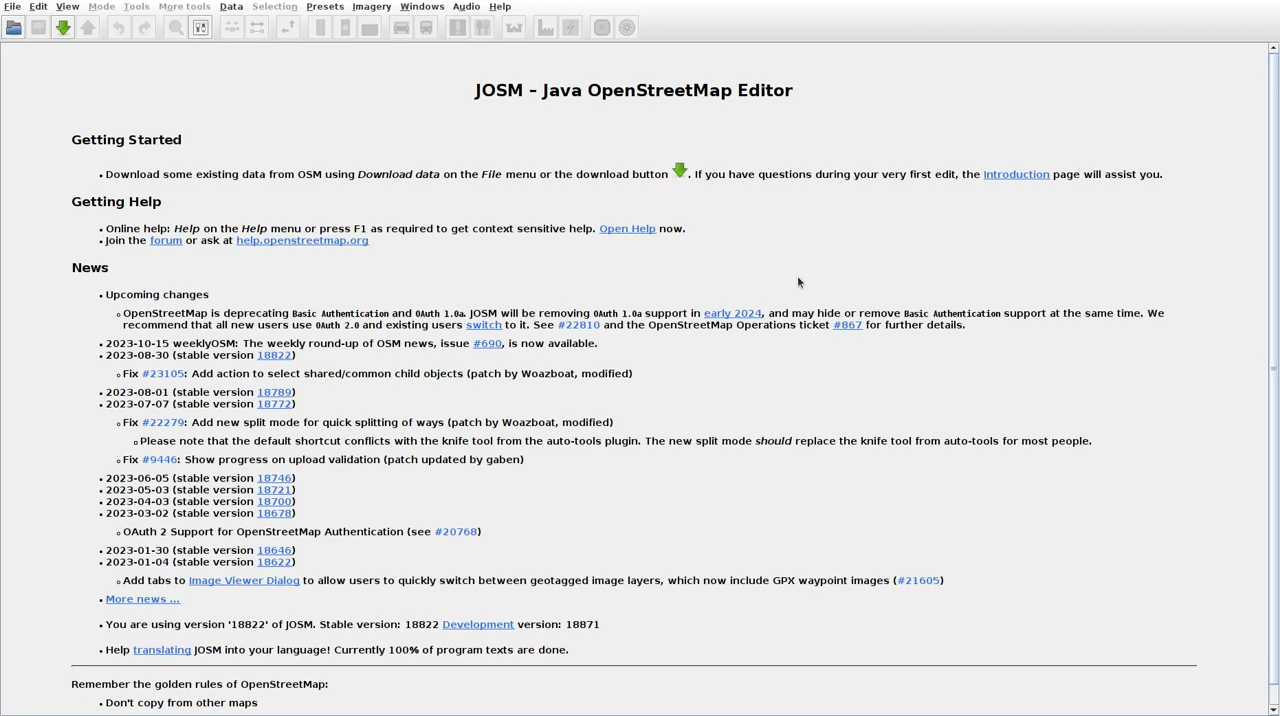 File Edit View Mode Tools More tools Data Selection Presets Imagery Windows Audio Help
JOSM – Java OpenStreetMap Editor
Getting Started
Download some existing data from OSM using Download data on the File menu or the download button . If you have questions during your very first edit, the Introduction page will assist you.
Getting Help
Online help: Help on the Help menu or press F1 as required to get context sensitive help. Open Help now.
Join the forum or ask at help.openstreetmap.org
News
Upcoming changes
OpenStreetMap is deprecating Basic Authentication and OAuth 1.0a. JOSM will be removing OAuth 1.0a support in early 2024, and may hide or remove Basic Authentication support at the same time. We
recommend that all new users use OAuth 2.0 and existing users switch to it. See #22810 and the OpenStreetMap Operations ticket #867 for further details.
2023-10-15 weeklyOSM: The weekly round-up of OSM news, issue #690, is now available.
2023-08-30 (stable version 18822)
Fix #23105: Add action to select shared/common child objects (patch by Woazboat, modified)
2023-08-01 (stable version 18789)
2023-07-07 (stable version 18772)
Fix #22279: Add new split mode for quick splitting of ways (patch by Woazboat, modified)
Please note that the default shortcut conflicts with the knife tool from the auto-tools plugin. The new split mode should replace the knife tool from auto-tools for most people.
Fix #9446: Show progress on upload validation (patch updated by gaben)
2023-06-05 (stable version 18746)
2023-05-03 (stable version 18721)
2023-04-03 (stable version 18700)
2023-03-02 (stable version 18678)
OAuth 2 Support for OpenStreetMap Authentication (see #20768)
2023-01-30 (stable version 18646)
2023-01-04 (stable version 18622)
Add tabs to Image Viewer Dialog to allow users to quickly switch between geotagged image layers, which now include GPX waypoint images (#21605)
More news ...
You are using version '18822' of JOSM. Stable version: 18822 Development version: 18871
Help translating JOSM into your language! Currently 100% of program texts are done.
Remember the golden rules of OpenStreetMap:
Don't copy from other maps